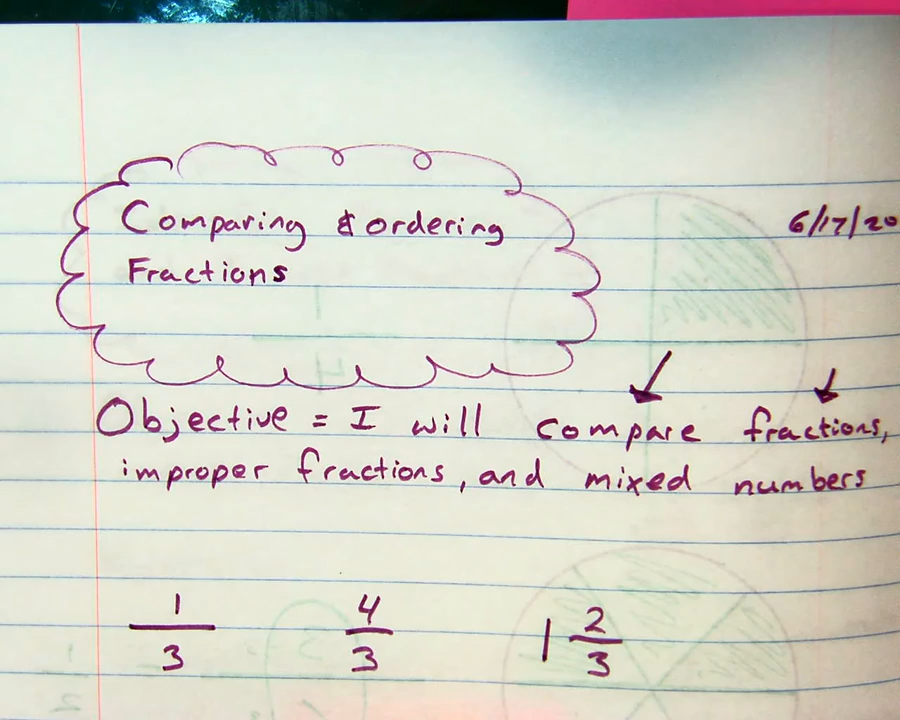 Comparing & ordering
Fractions
6/17/20
Objective = I will compare fractions,
improper fractions, and mixed numbers
1/3 4/3 1 2/3